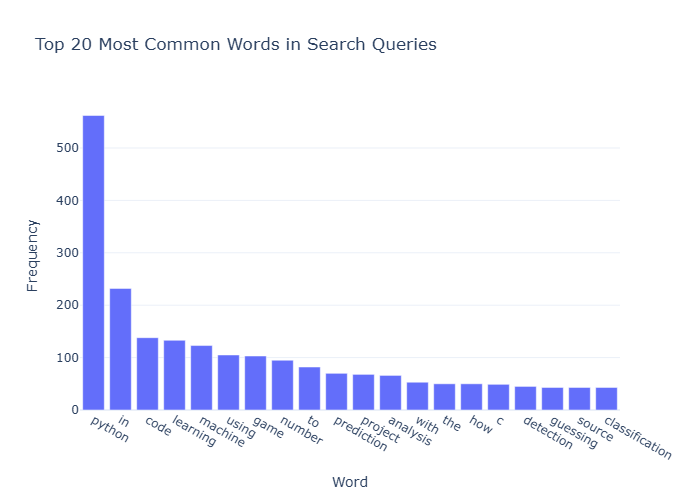 Top 20 Most Common Words in Search Queries
Frequency
500
400
300
200
100
0
python
in
code
learning
machine
using
game
number
to
prediction
project
analysis
with
the
how
c
detection
guessing
source
classification
Word